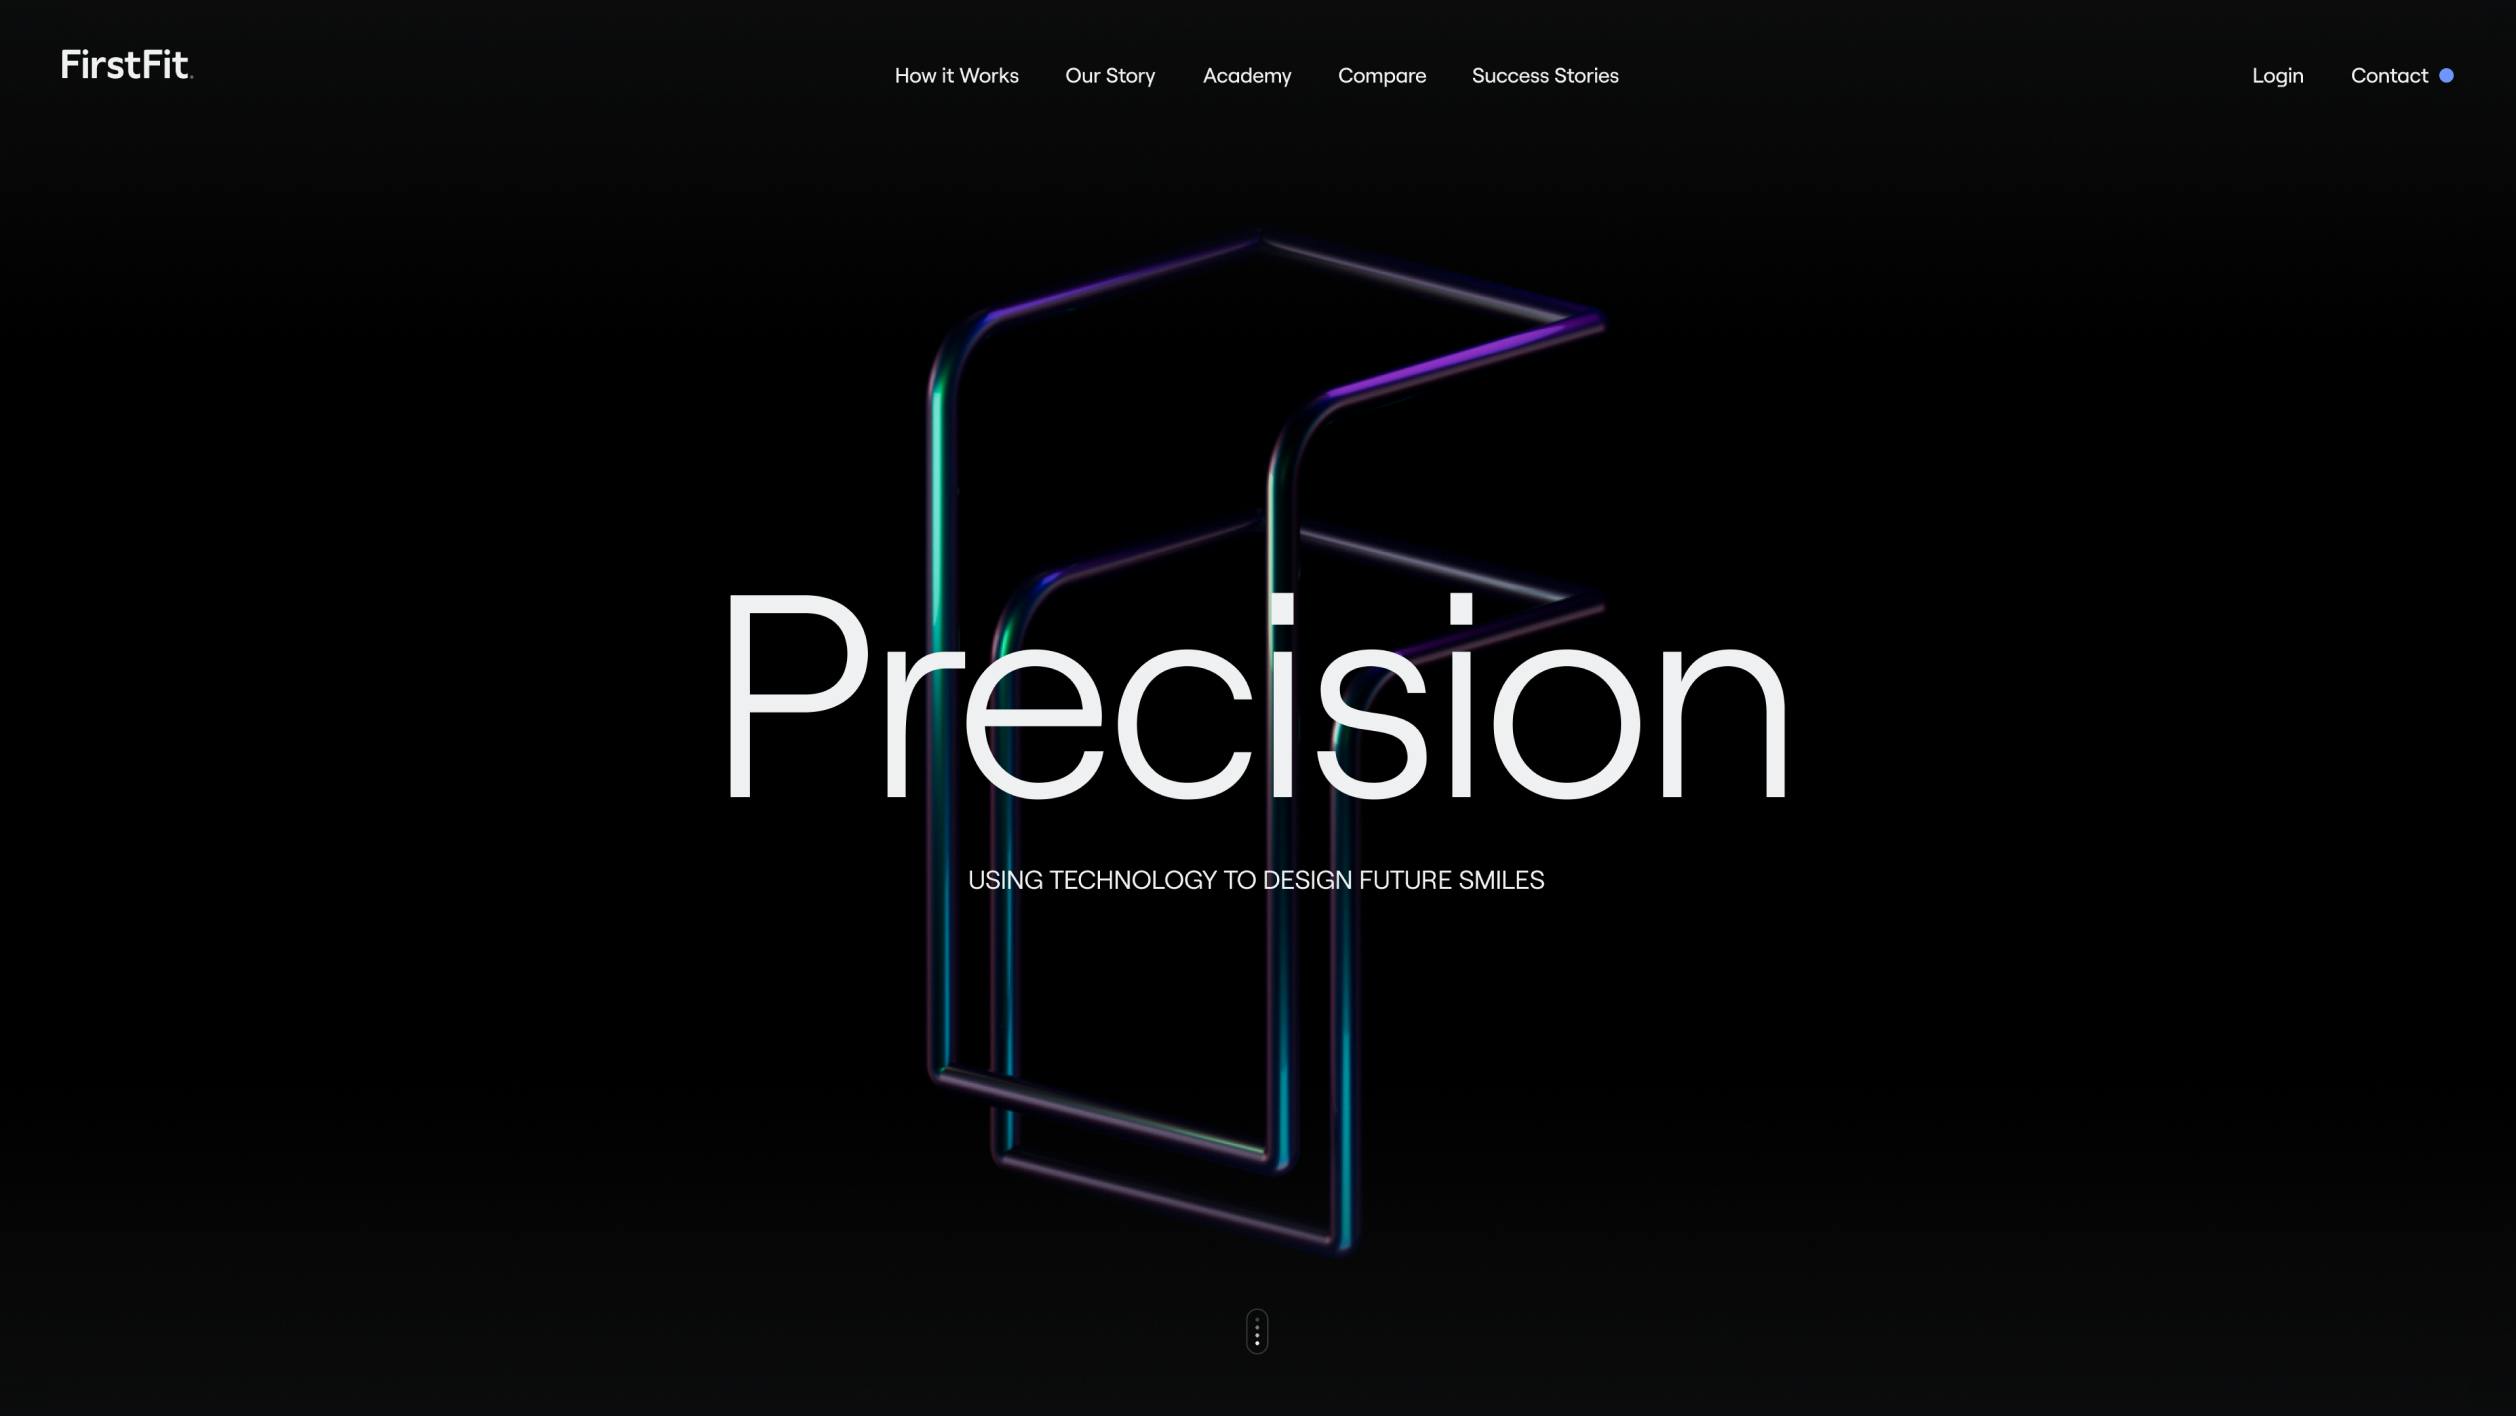 FirstFit.
How it Works
Our Story
Academy
Compare
Success Stories
Login
Contact
Precision
USING TECHNOLOGY TO DESIGN FUTURE SMILES